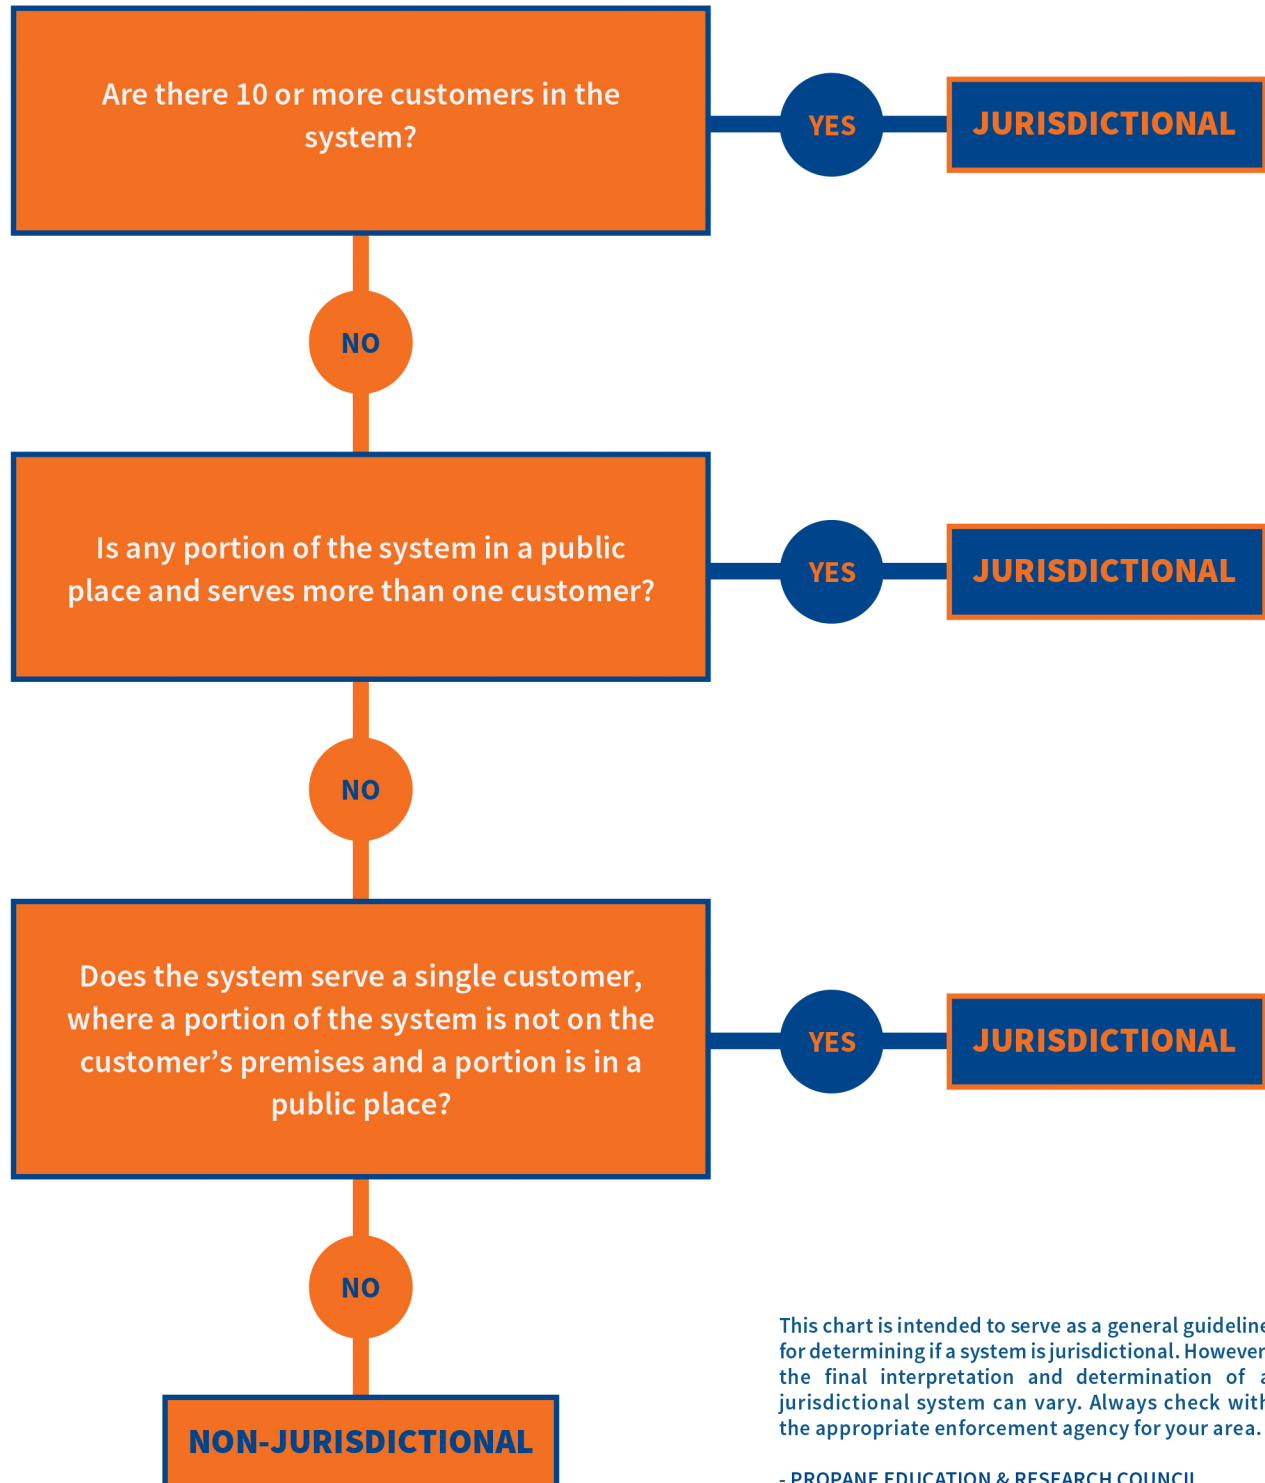 Are there 10 or more customers in the
system?
YES
JURISDICTIONAL
NO
Is any portion of the system in a public
place and serves more than one customer?
YES
JURISDICTIONAL
NO
Does the system serve a single customer,
where a portion of the system is not on the
customer’s premises and a portion is in a
public place?
YES
JURISDICTIONAL
NO
NON-JURISDICTIONAL
This chart is intended to serve as a general guideline
for determining if a system is jurisdictional. However
the final interpretation and determination of a
jurisdictional system can vary. Always check with
the appropriate enforcement agency for your area.
- PROPANE EDUCATION & RESEARCH COUNCIL